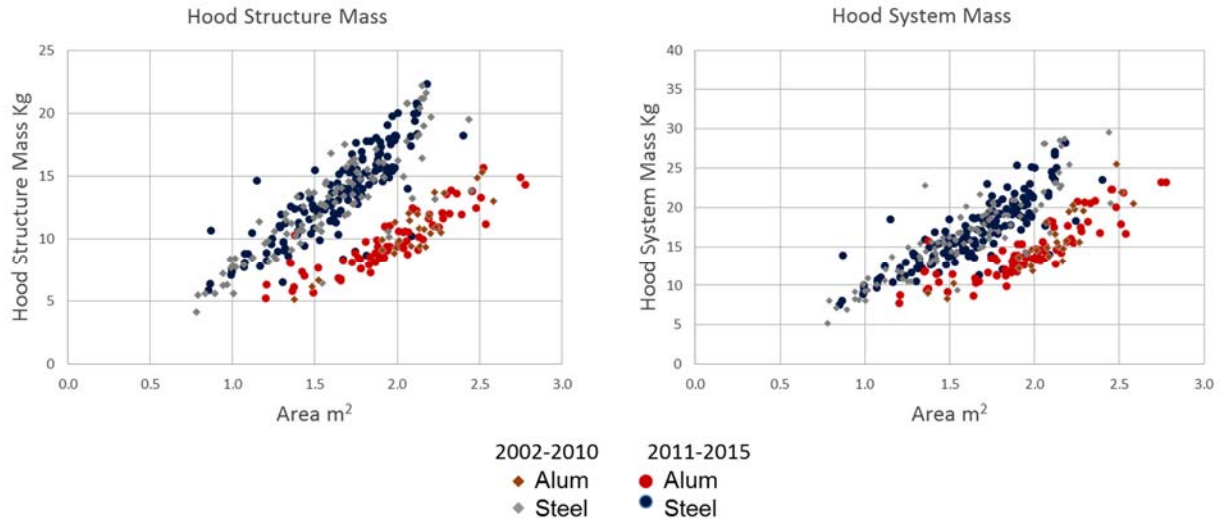 Hood Structure Mass
25
20
15
10
5
0
Hood Structure Mass Kg
0.0 0.5 1.0 1.5 2.0 2.5 3.0
Area m²
Hood System Mass
40
35
30
25
20
15
10
5
0
Hood System Mass Kg
0.0 0.5 1.0 1.5 2.0 2.5 3.0
Area m²
2002-2010 2011-2015
Alum Alum
Steel Steel